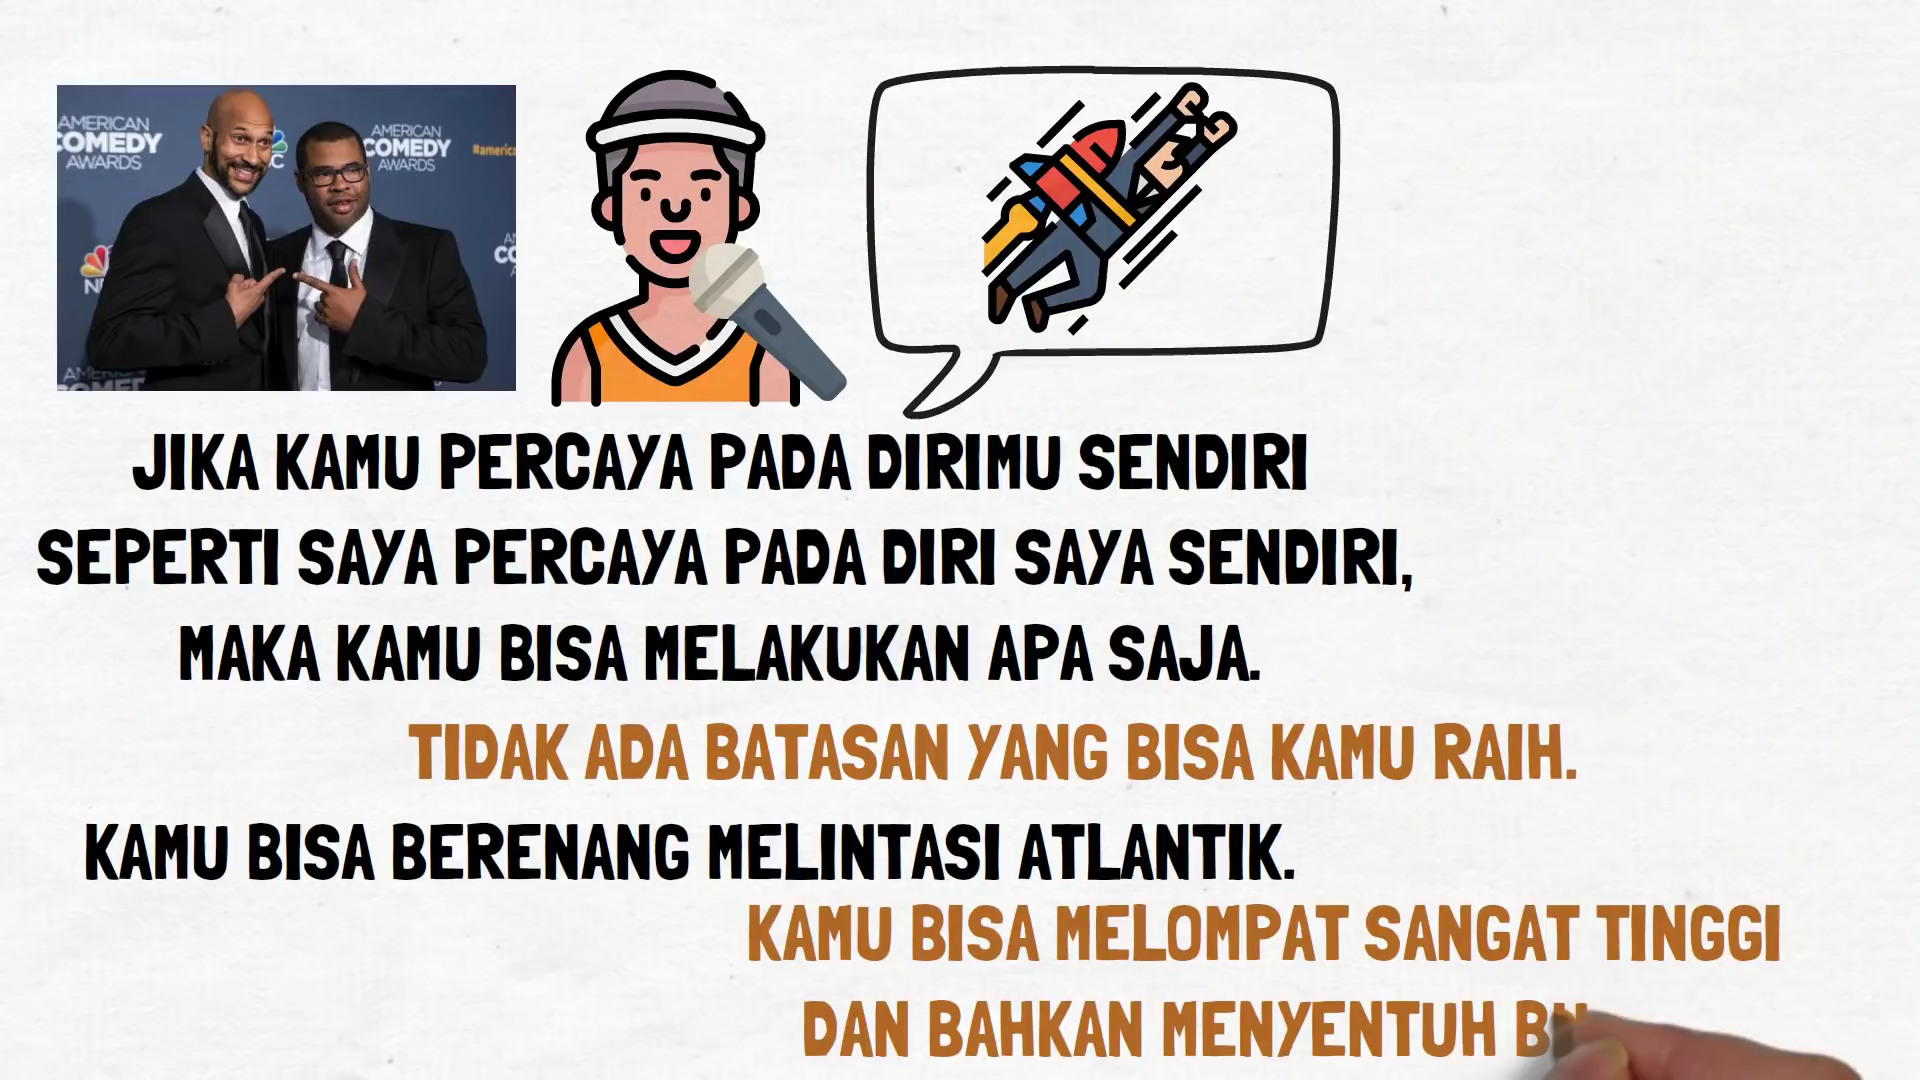 AMERICAN
COMEDY
AWARDS
AMERICAN
COMEDY
AWARDS
#america
JIKA KAMU PERCAYA PADA DIRIMU SENDIRI
SEPERTI SAYA PERCAYA PADA DIRI SAYA SENDIRI,
MAKA KAMU BISA MELAKUKAN APA SAJA.
TIDAK ADA BATASAN YANG BISA KAMU RAIH.
KAMU BISA BERENANG MELINTASI ATLANTIK.
KAMU BISA MELOMPAT SANGAT TINGGI
DAN BAHKAN MENYENTUH